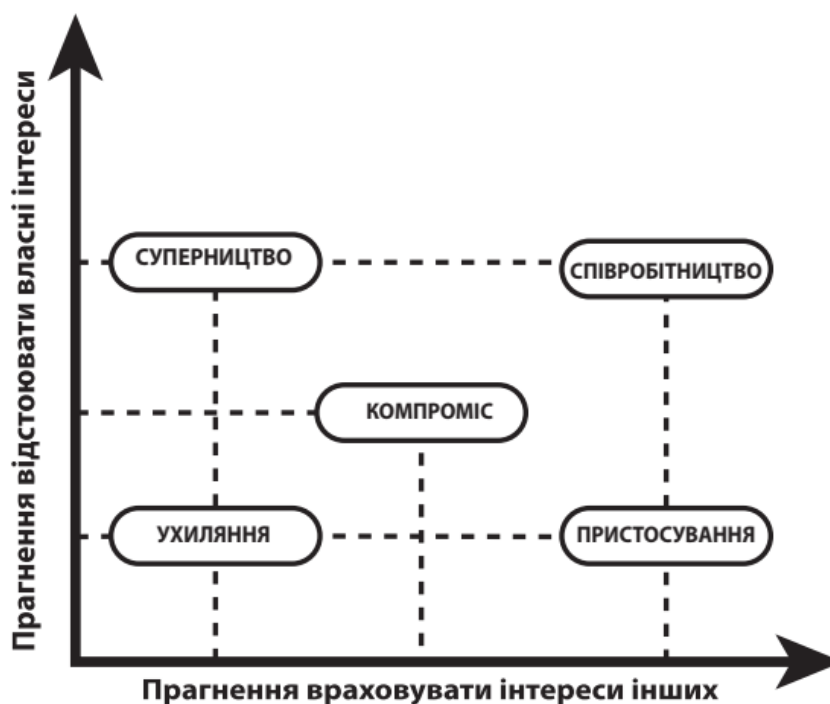 Прагнення відстоювати власні інтереси
СУПЕРНИЦТВО
СПІВРОБІТНИЦТВО
КОМПРОМІС
УХИЛЯННЯ
ПРИСТОСУВАННЯ
Прагнення враховувати інтереси інших